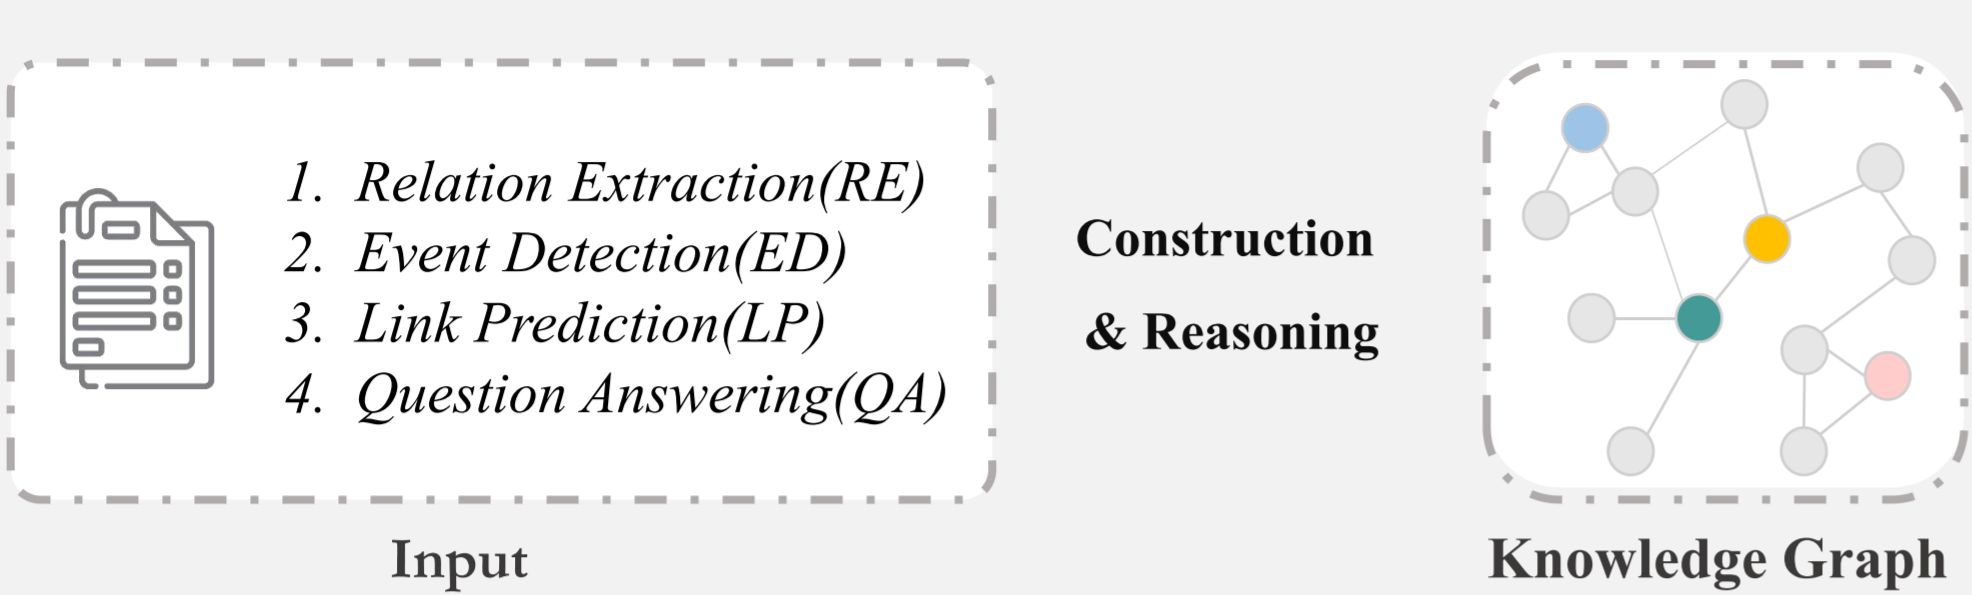 1. Relation Extraction(RE)
2. Event Detection(ED)
3. Link Prediction(LP)
4. Question Answering(QA)
Input
Construction
& Reasoning
Knowledge Graph